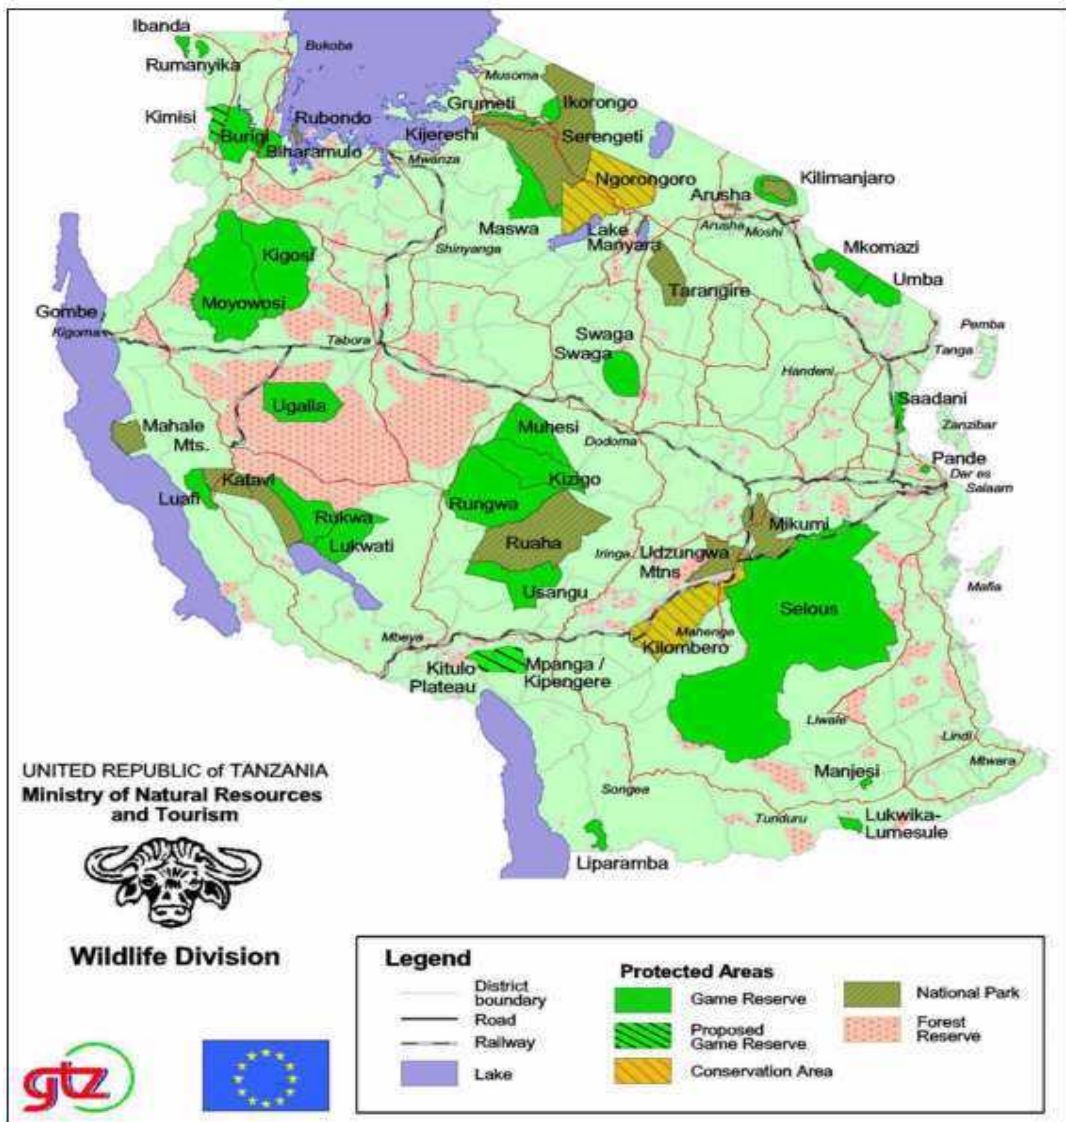 Ibanda
Bukoba
Rumanyika
Musoma
Kimisi
Grumeti
Ikorongo
Rubondo
Burigi
Kijereshi
Serengeti
Biharamulo
Mwanza
Ngorongoro
Kilimanjaro
Arusha
Maswa
Lake
Manyara
Arusha
Moshi
Shinyanga
Kigosi
Mkomazi
Umba
Tarangire
Moyowosi
Gombe
Kigoma
Tabora
Swaga
Swaga
Pemba
Tanga
Handeni
Ugalla
Saadani
Mahale
Mts.
Muhesi
Zanzibar
Dodoma
Pande
Dar es
Salaam
Katavi
Kizigo
Luafi
Rungwa
Rukwa
Mikumi
Lukwati
Ruaha
Iringa
Udzungwa
Mtns
Usangu
Mafia
Selous
Mbeya
Mahenge
Kilombero
Kitulo
Plateau
Mpanga /
Kipengere
Liwale
Lindi
Mtwara
Manjesi
Songea
Tunduru
Lukwika-
Lumesule
Liparamba
UNITED REPUBLIC of TANZANIA
Ministry of Natural Resources
and Tourism
Wildlife Division
Legend
District
boundary
Road
Railway
Lake
Protected Areas
Game Reserve
Proposed
Game Reserve
Conservation Area
National Park
Forest
Reserve
gtz